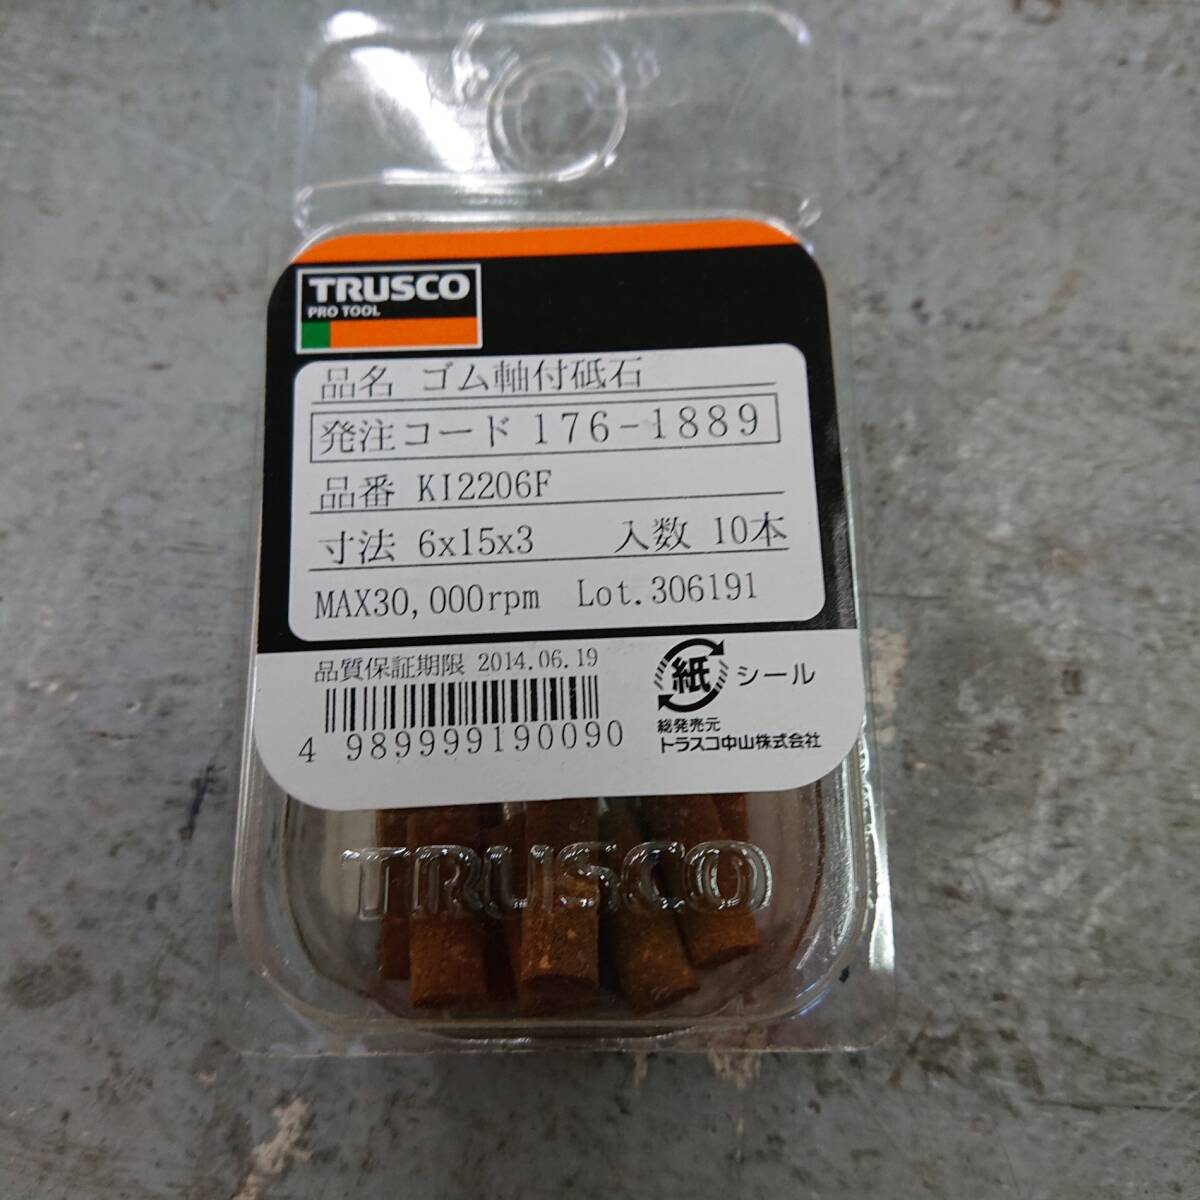 TRUSCO
PRO TOOL
品名 ゴム軸付砥石
発注コード 176-1889
品番 KI2206F
寸法 6x15x3 入数 10本
MAX30,000rpm Lot.306191
品質保証期限 2014.06.19
紙 シール
4 989999190090
総発売元
トラスコ中山株式会社
TRUSCO